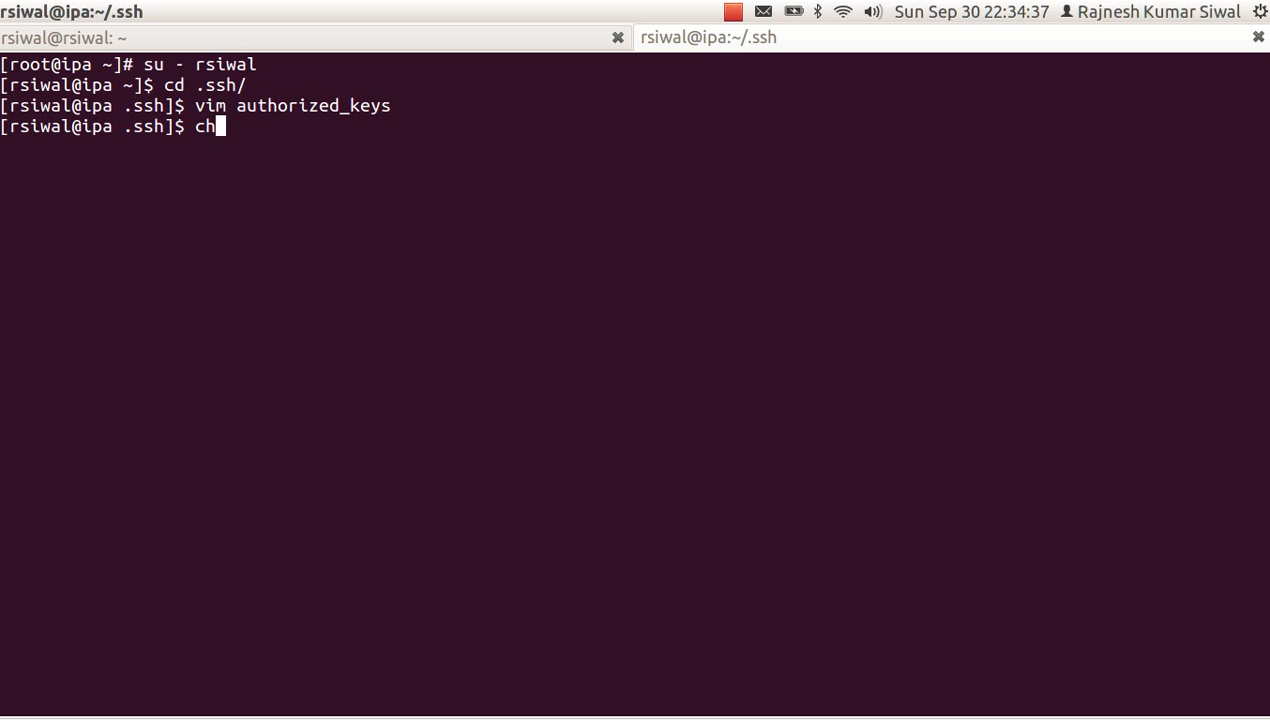 rsiwal@ipa:~/.ssh Sun Sep 30 22:34:37 Rajnesh Kumar Siwal
rsiwal@rsiwal: ~ rsiwal@ipa:~/.ssh
[root@ipa ~]# su - rsiwal
[rsiwal@ipa ~]$ cd .ssh/
[rsiwal@ipa .ssh]$ vim authorized_keys
[rsiwal@ipa .ssh]$ ch